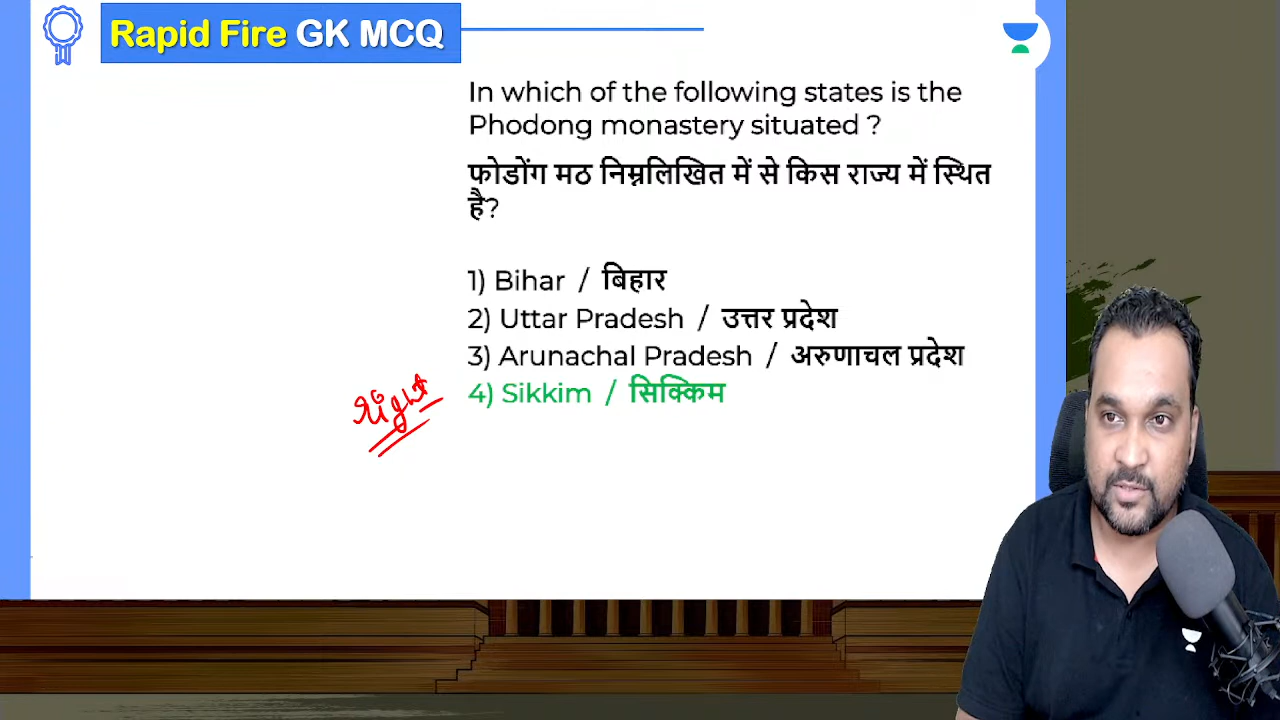 Rapid Fire GK MCQ
In which of the following states is the
Phodong monastery situated ?
फोडोंग मठ निम्नलिखित में से किस राज्य में स्थित
है?
1) Bihar / बिहार
2) Uttar Pradesh / उत्तर प्रदेश
3) Arunachal Pradesh / अरुणाचल प्रदेश
right
4) Sikkim / सिक्किम